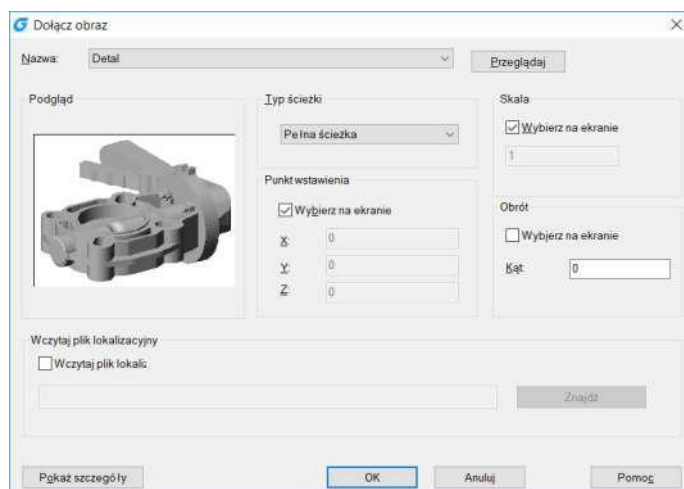 Dołącz obraz
Nazwa: Detal Przeglądaj
Podgląd
Typ ścieżki
Pełna ścieżka
Punkt wstawienia
Wybierz na ekranie
X: 0
Y: 0
Z: 0
Skala
Wybierz na ekranie
1
Obrót
Wybierz na ekranie
Kąt: 0
Wczytaj plik lokalizacyjny
Wczytaj plik lokali
Znajdź
Pokaż szczegóły OK Anuluj Pomoc